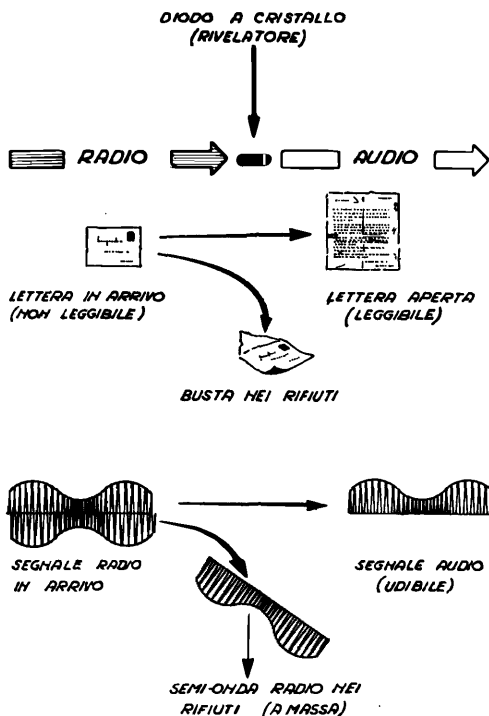 DIODO A CRISTALLO
(RIVELATORE)
RADIO AUDIO
LETTERA IN ARRIVO
(NON LEGGIBILE)
LETTERA APERTA
(LEGGIBILE)
BUSTA NEI RIFIUTI
SEGNALE RADIO
IN ARRIVO
SEGNALE AUDIO
(UDIBILE)
SEMI-ONDA RADIO NEI
RIFIUTI (A MASSA)